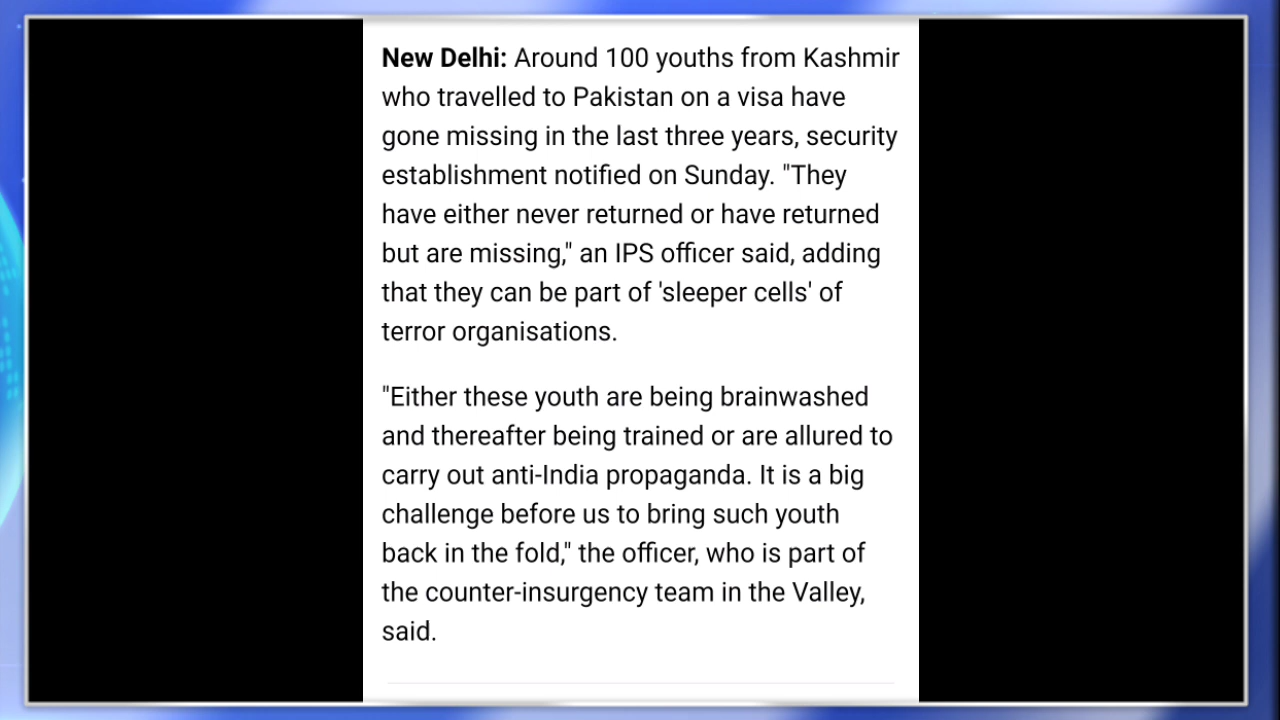 New Delhi: Around 100 youths from Kashmir
who travelled to Pakistan on a visa have
gone missing in the last three years, security
establishment notified on Sunday. "They
have either never returned or have returned
but are missing," an IPS officer said, adding
that they can be part of 'sleeper cells' of
terror organisations.
"Either these youth are being brainwashed
and thereafter being trained or are allured to
carry out anti-India propaganda. It is a big
challenge before us to bring such youth
back in the fold," the officer, who is part of
the counter-insurgency team in the Valley,
said.